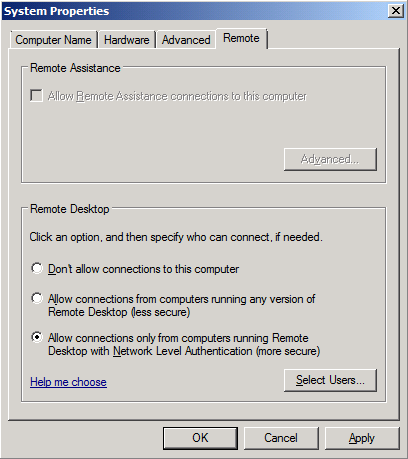 System Properties
Computer Name
Hardware
Advanced
Remote
Remote Assistance
Allow Remote Assistance connections to this computer
Advanced...
Remote Desktop
Click an option, and then specify who can connect, if needed.
Don't allow connections to this computer
Allow connections from computers running any version of
Remote Desktop (less secure)
Allow connections only from computers running Remote
Desktop with Network Level Authentication (more secure)
Help me choose
Select Users...
OK
Cancel
Apply